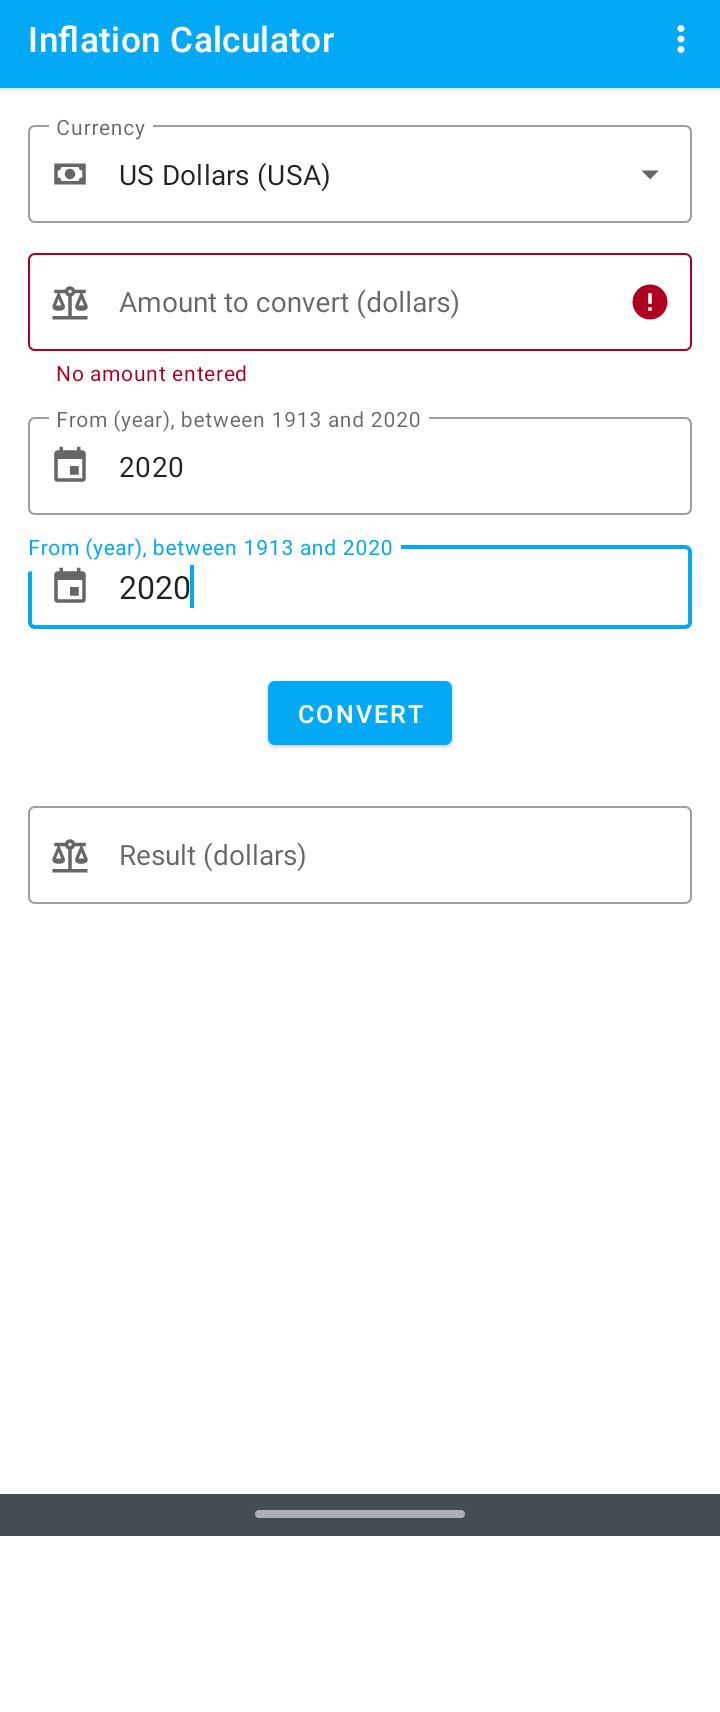 Inflation Calculator
Currency
US Dollars (USA)
Amount to convert (dollars)
No amount entered
From (year), between 1913 and 2020
2020
From (year), between 1913 and 2020
2020
CONVERT
Result (dollars)